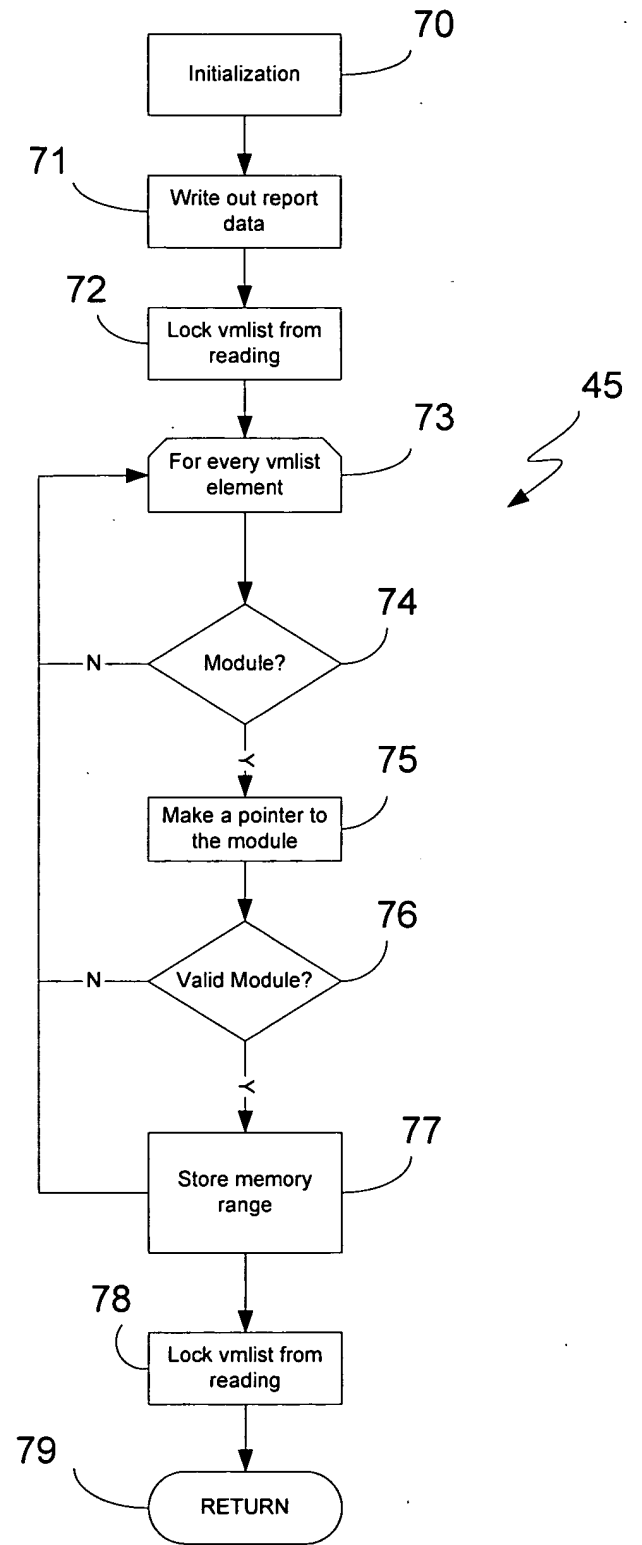 70
Initialization
71
Write out report
data
72
Lock vmlist from
reading
73
For every vmlist
element
45
74
Module?
N
Y
75
Make a pointer to
the module
76
Valid Module?
N
Y
77
Store memory
range
78
Lock vmlist from
reading
79
RETURN